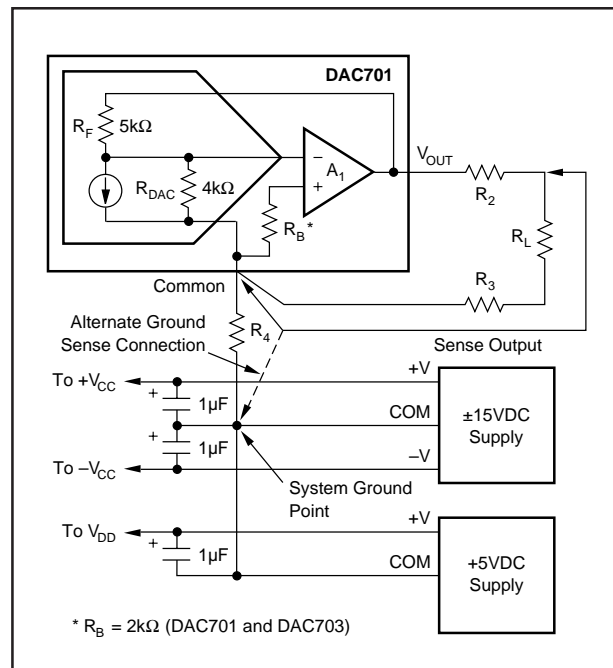 DAC701
R_F 5kΩ
R_DAC 4kΩ
−
+
A_1
R_B*
V_OUT
R_2
R_L
R_3
Common
R_4
Alternate Ground
Sense Connection
Sense Output
To +V_CC
+
1µF
+V
COM
±15VDC
Supply
+
1µF
To −V_CC
−V
System Ground
Point
To V_DD
+
1µF
+V
COM
+5VDC
Supply
* R_B = 2kΩ (DAC701 and DAC703)